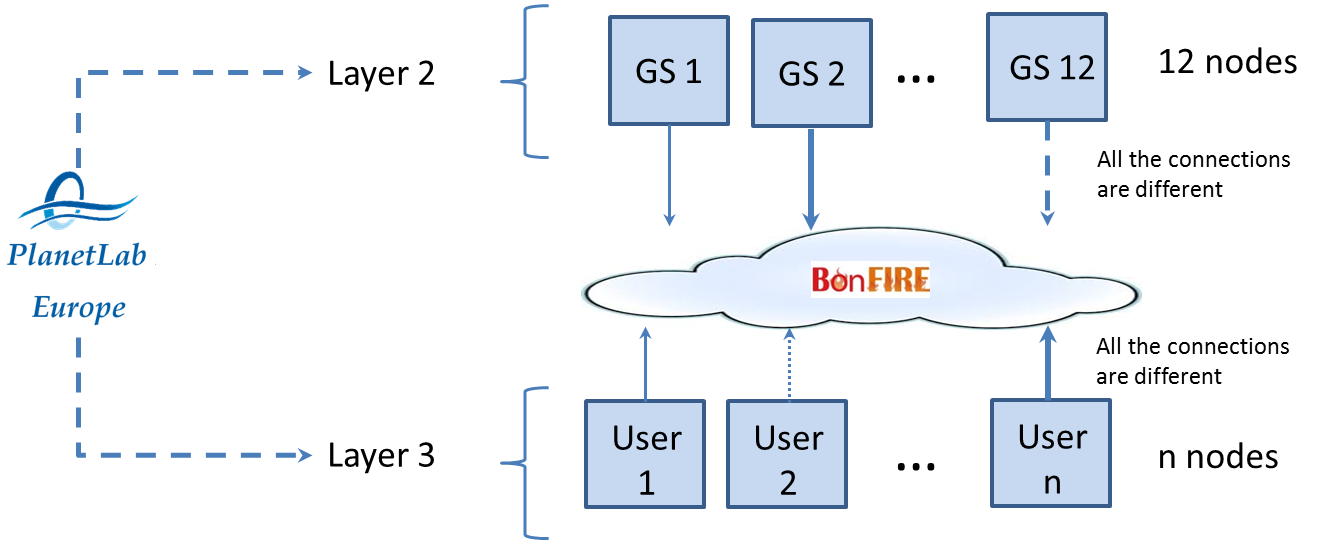 Layer 2
GS 1
GS 2
...
GS 12
12 nodes
All the connections
are different
PlanetLab
Europe
BonFIRE
All the connections
are different
Layer 3
User
1
User
2
...
User
n
n nodes